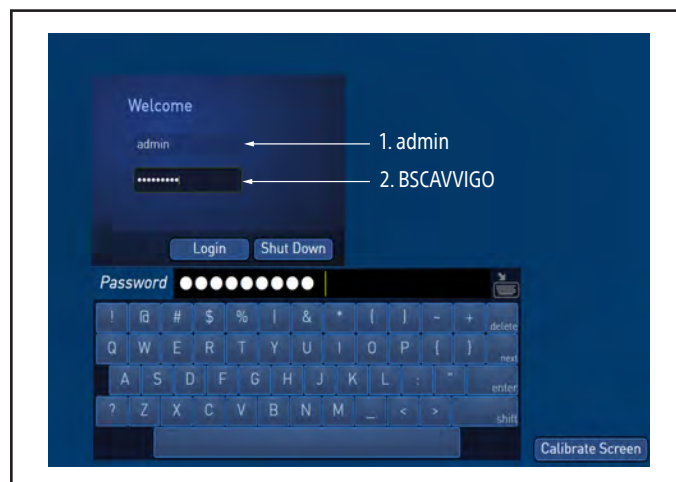 Welcome
admin
1. admin
•••••••••
2. BSCAVVIGO
Login Shut Down
Password ●●●●●●●●●
! @ # $ % | & * ( ) ~ + delete
Q W E R T Y U I O P { } next
A S D F G H J K L : " enter
? Z X C V B N M _ < > shift
Calibrate Screen